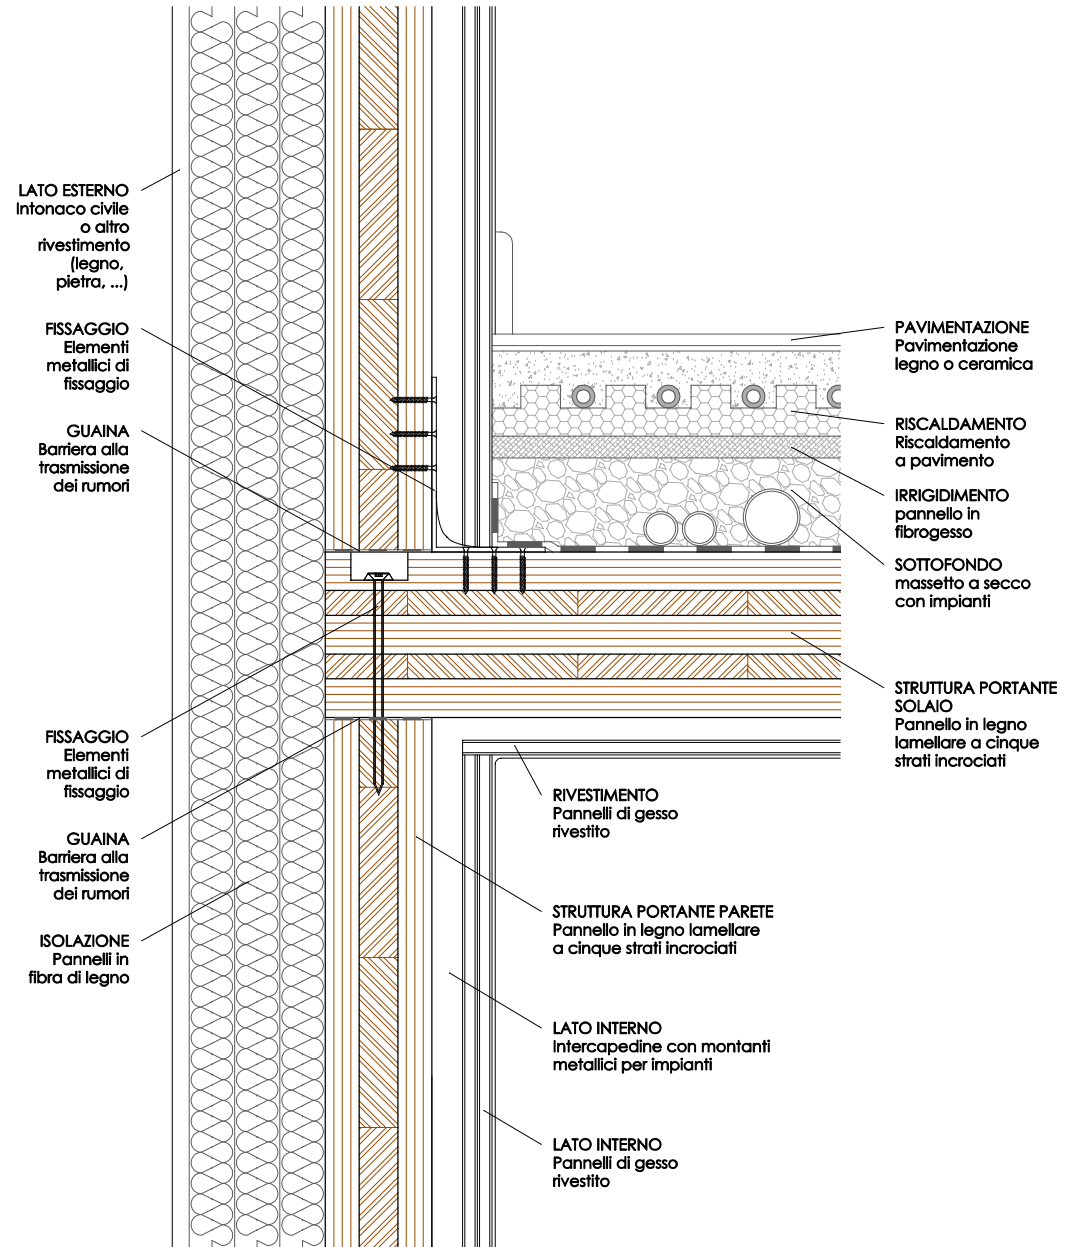 LATO ESTERNO
Intonaco civile
o altro
rivestimento
(legno,
pietra, ...)
FISSAGGIO
Elementi
metallici di
fissaggio
GUAINA
Barriera alla
trasmissione
dei rumori
FISSAGGIO
Elementi
metallici di
fissaggio
GUAINA
Barriera alla
trasmissione
dei rumori
ISOLAZIONE
Pannelli in
fibra di legno
PAVIMENTAZIONE
Pavimentazione
legno o ceramica
RISCALDAMENTO
Riscaldamento
a pavimento
IRRIGIDIMENTO
pannello in
fibrogesso
SOTTOFONDO
massetto a secco
con impianti
STRUTTURA PORTANTE
SOLAIO
Pannello in legno
lamellare a cinque
strati incrociati
RIVESTIMENTO
Pannelli di gesso
rivestito
STRUTTURA PORTANTE PARETE
Pannello in legno lamellare
a cinque strati incrociati
LATO INTERNO
Intercapedine con montanti
metallici per impianti
LATO INTERNO
Pannelli di gesso
rivestito